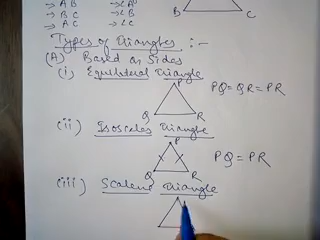 → A B → ∠A
→ B C → ∠B
→ A C → ∠C
B C
Types of Triangles :-
(A) Based on Sides
(i) Equilateral Triangle
P
Q R
PQ = QR = PR
(ii) Isosceles Triangle
P
Q R
PQ = PR
(iii) Scalene Triangle